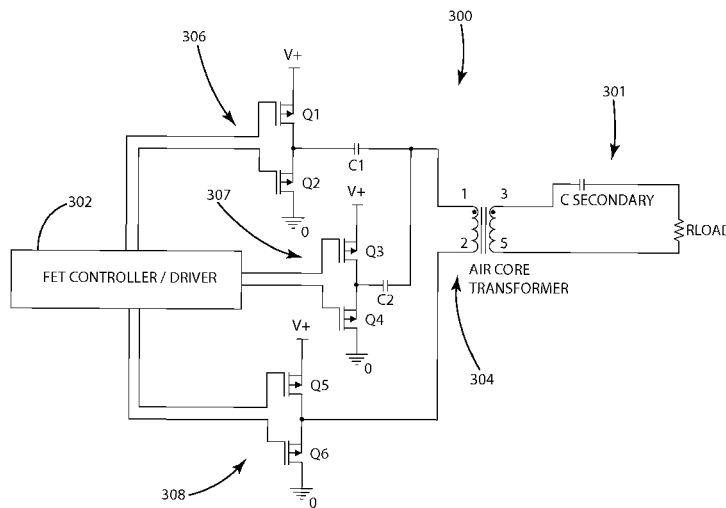 300
306
V+
301
Q1
C1
1
3
C SECONDARY
Q2
V+
0
302
307
RLOAD
Q3
2
5
FET CONTROLLER / DRIVER
AIR CORE
TRANSFORMER
C2
Q4
V+
0
304
Q5
Q6
308
0